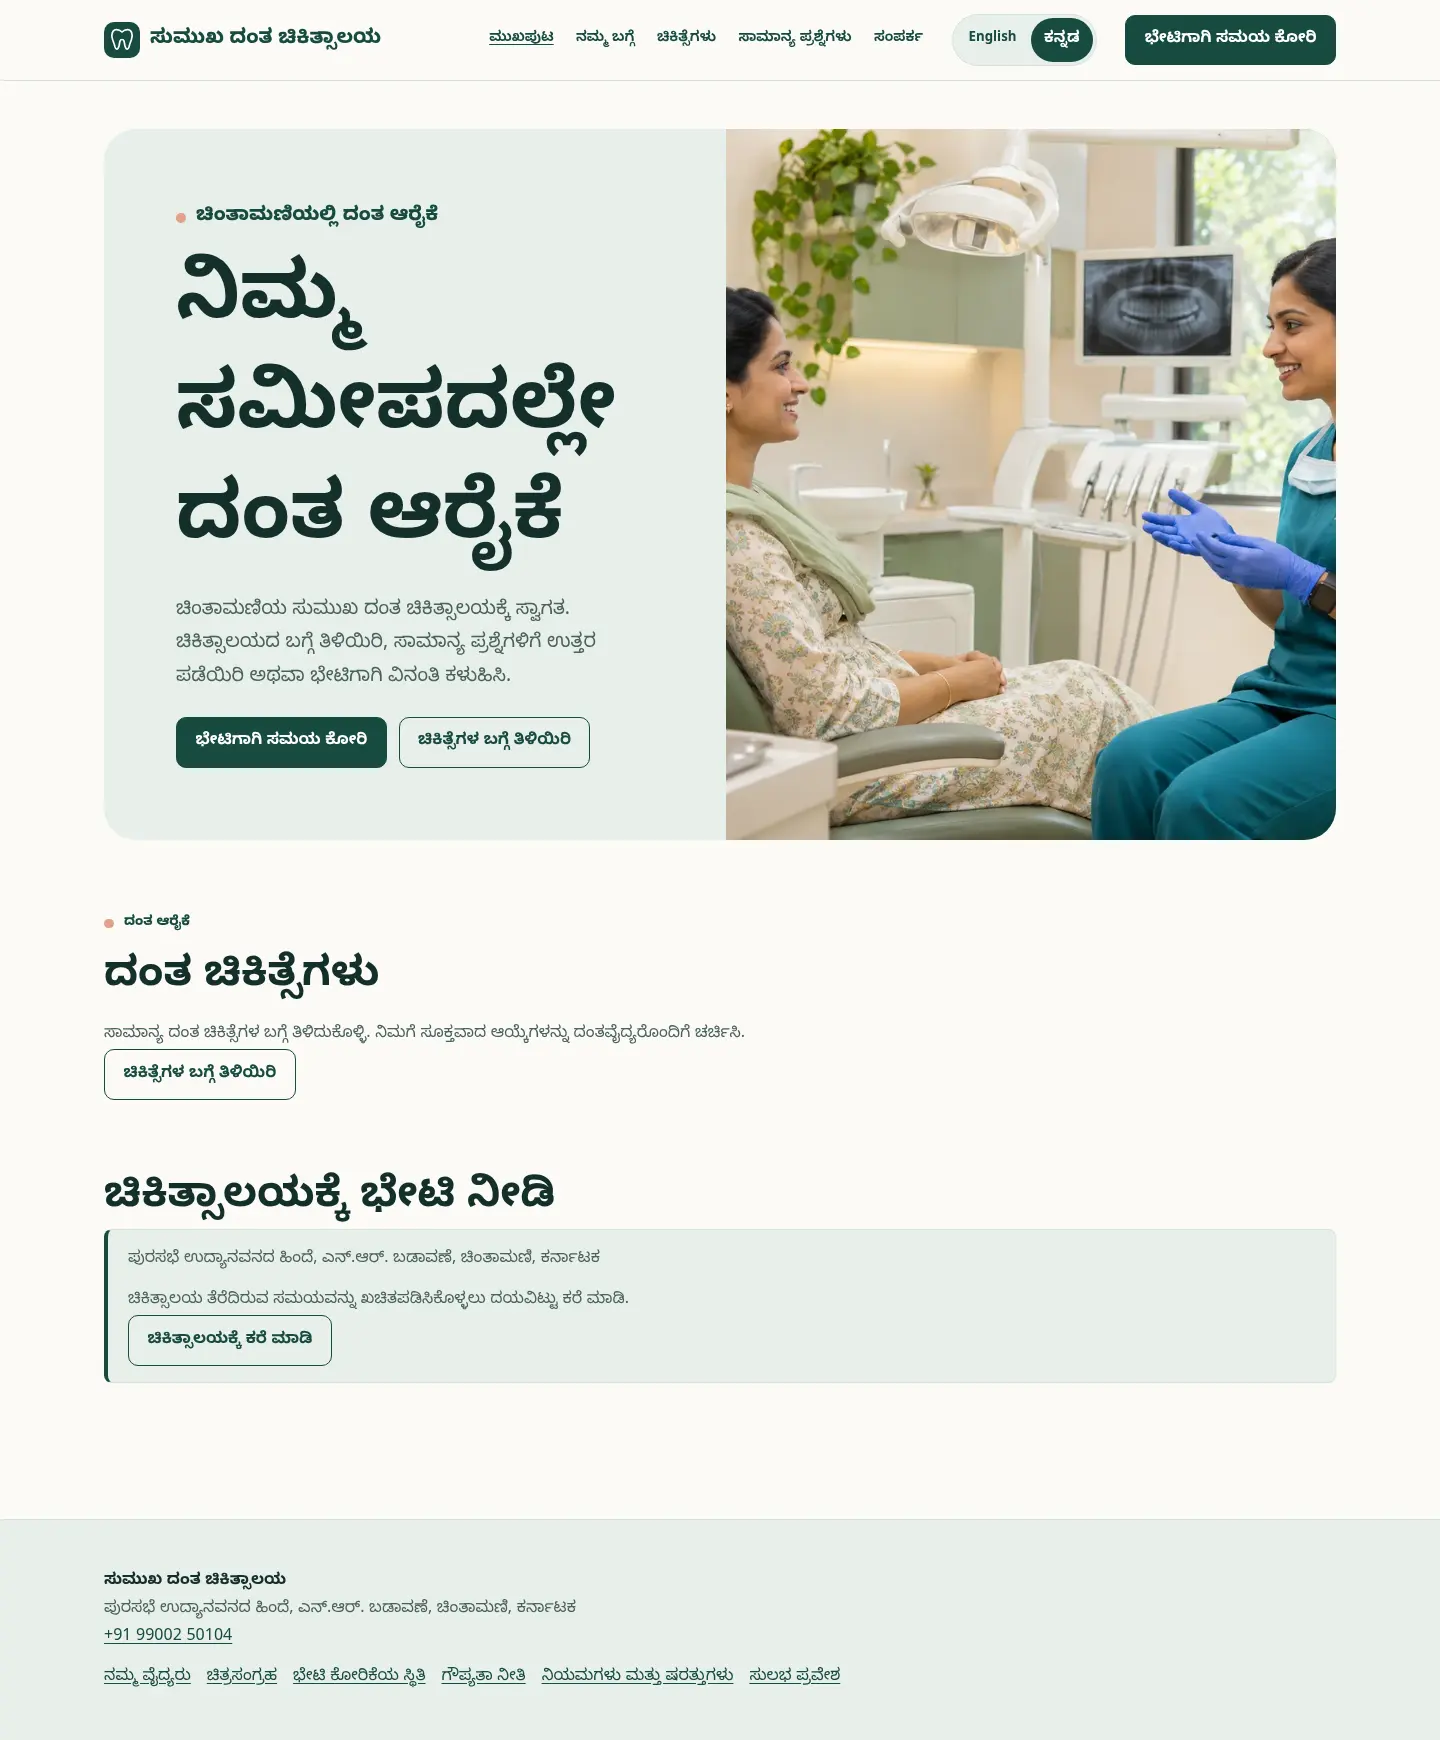 ಸುಮುಖ ದಂತ ಚಿಕಿತ್ಸಾಲಯ
ಮುಖಪುಟ ನಮ್ಮ ಬಗ್ಗೆ ಚಿಕಿತ್ಸೆಗಳು ಸಾಮಾನ್ಯ ಪ್ರಶ್ನೆಗಳು ಸಂಪರ್ಕ English ಕನ್ನಡ ಭೇಟಿಗಾಗಿ ಸಮಯ ಕೋರಿ
ಚಿಂತಾಮಣಿಯಲ್ಲಿ ದಂತ ಆರೈಕೆ
ನಿಮ್ಮ
ಸಮೀಪದಲ್ಲೇ
ದಂತ ಆರೈಕೆ
ಚಿಂತಾಮಣಿಯ ಸುಮುಖ ದಂತ ಚಿಕಿತ್ಸಾಲಯಕ್ಕೆ ಸ್ವಾಗತ.
ಚಿಕಿತ್ಸಾಲಯದ ಬಗ್ಗೆ ತಿಳಿಯಿರಿ, ಸಾಮಾನ್ಯ ಪ್ರಶ್ನೆಗಳಿಗೆ ಉತ್ತರ
ಪಡೆಯಿರಿ ಅಥವಾ ಭೇಟಿಗಾಗಿ ವಿನಂತಿ ಕಳುಹಿಸಿ.
ಭೇಟಿಗಾಗಿ ಸಮಯ ಕೋರಿ ಚಿಕಿತ್ಸೆಗಳ ಬಗ್ಗೆ ತಿಳಿಯಿರಿ
ದಂತ ಆರೈಕೆ
ದಂತ ಚಿಕಿತ್ಸೆಗಳು
ಸಾಮಾನ್ಯ ದಂತ ಚಿಕಿತ್ಸೆಗಳ ಬಗ್ಗೆ ತಿಳಿದುಕೊಳ್ಳಿ. ನಿಮಗೆ ಸೂಕ್ತವಾದ ಆಯ್ಕೆಗಳನ್ನು ದಂತವೈದ್ಯರೊಂದಿಗೆ ಚರ್ಚಿಸಿ.
ಚಿಕಿತ್ಸೆಗಳ ಬಗ್ಗೆ ತಿಳಿಯಿರಿ
ಚಿಕಿತ್ಸಾಲಯಕ್ಕೆ ಭೇಟಿ ನೀಡಿ
ಪುರಸಭೆ ಉದ್ಯಾನವನದ ಹಿಂದೆ, ಎನ್.ಆರ್. ಬಡಾವಣೆ, ಚಿಂತಾಮಣಿ, ಕರ್ನಾಟಕ
ಚಿಕಿತ್ಸಾಲಯ ತೆರೆದಿರುವ ಸಮಯವನ್ನು ಖಚಿತಪಡಿಸಿಕೊಳ್ಳಲು ದಯವಿಟ್ಟು ಕರೆ ಮಾಡಿ.
ಚಿಕಿತ್ಸಾಲಯಕ್ಕೆ ಕರೆ ಮಾಡಿ
ಸುಮುಖ ದಂತ ಚಿಕಿತ್ಸಾಲಯ
ಪುರಸಭೆ ಉದ್ಯಾನವನದ ಹಿಂದೆ, ಎನ್.ಆರ್. ಬಡಾವಣೆ, ಚಿಂತಾಮಣಿ, ಕರ್ನಾಟಕ
+91 99002 50104
ನಮ್ಮ ವೈದ್ಯರು ಚಿತ್ರಸಂಗ್ರಹ ಭೇಟಿ ಕೋರಿಕೆಯ ಸ್ಥಿತಿ ಗೌಪ್ಯತಾ ನೀತಿ ನಿಯಮಗಳು ಮತ್ತು ಷರತ್ತುಗಳು ಸುಲಭ ಪ್ರವೇಶ